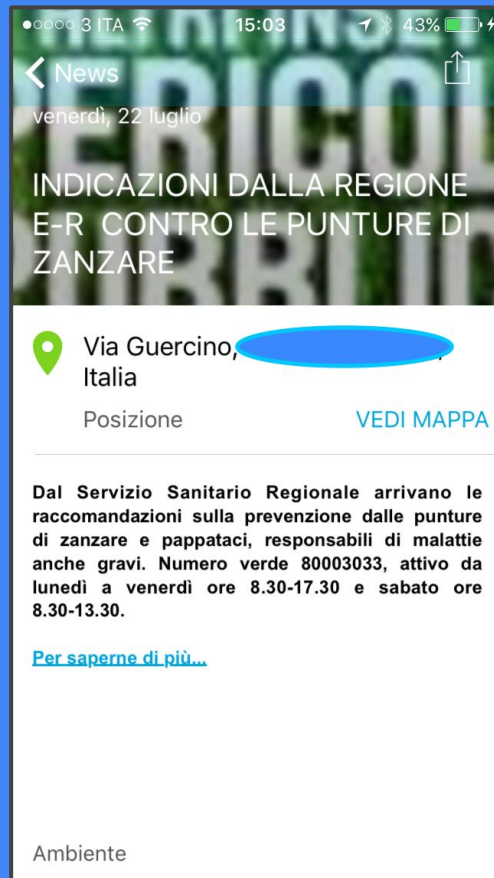 3 ITA 15:03 43%
News
venerdì, 22 luglio
INDICAZIONI DALLA REGIONE
E-R CONTRO LE PUNTURE DI
ZANZARE
Via Guercino,
Italia
Posizione VEDI MAPPA
Dal Servizio Sanitario Regionale arrivano le
raccomandazioni sulla prevenzione dalle punture
di zanzare e pappataci, responsabili di malattie
anche gravi. Numero verde 80003033, attivo da
lunedì a venerdì ore 8.30-17.30 e sabato ore
8.30-13.30.
Per saperne di più...
Ambiente